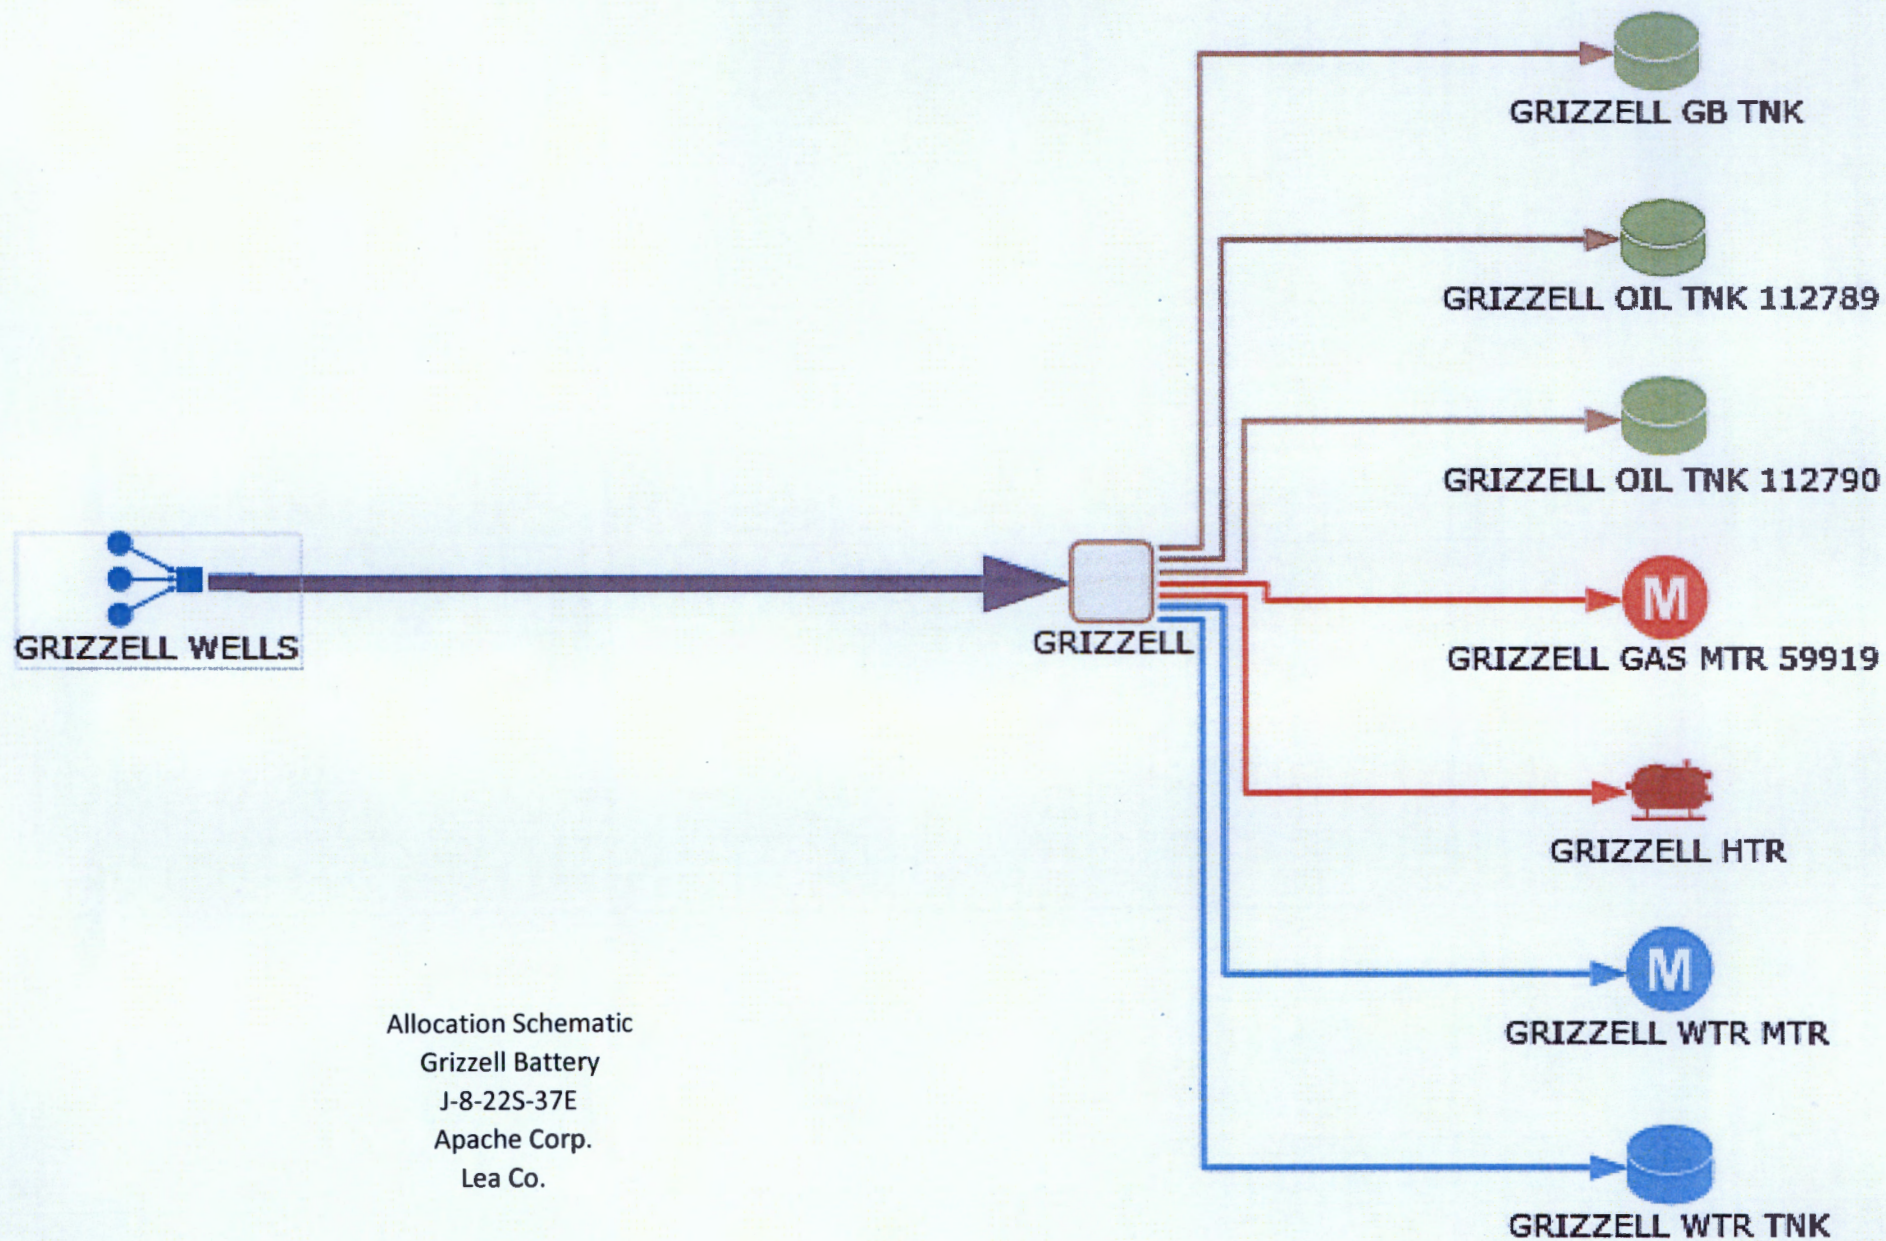 GRIZZELL GB TNK
GRIZZELL OIL TNK 112789
GRIZZELL OIL TNK 112790
GRIZZELL WELLS
GRIZZELL
M
GRIZZELL GAS MTR 59919
GRIZZELL HTR
M
GRIZZELL WTR MTR
GRIZZELL WTR TNK
Allocation Schematic
Grizzell Battery
J-8-22S-37E
Apache Corp.
Lea Co.